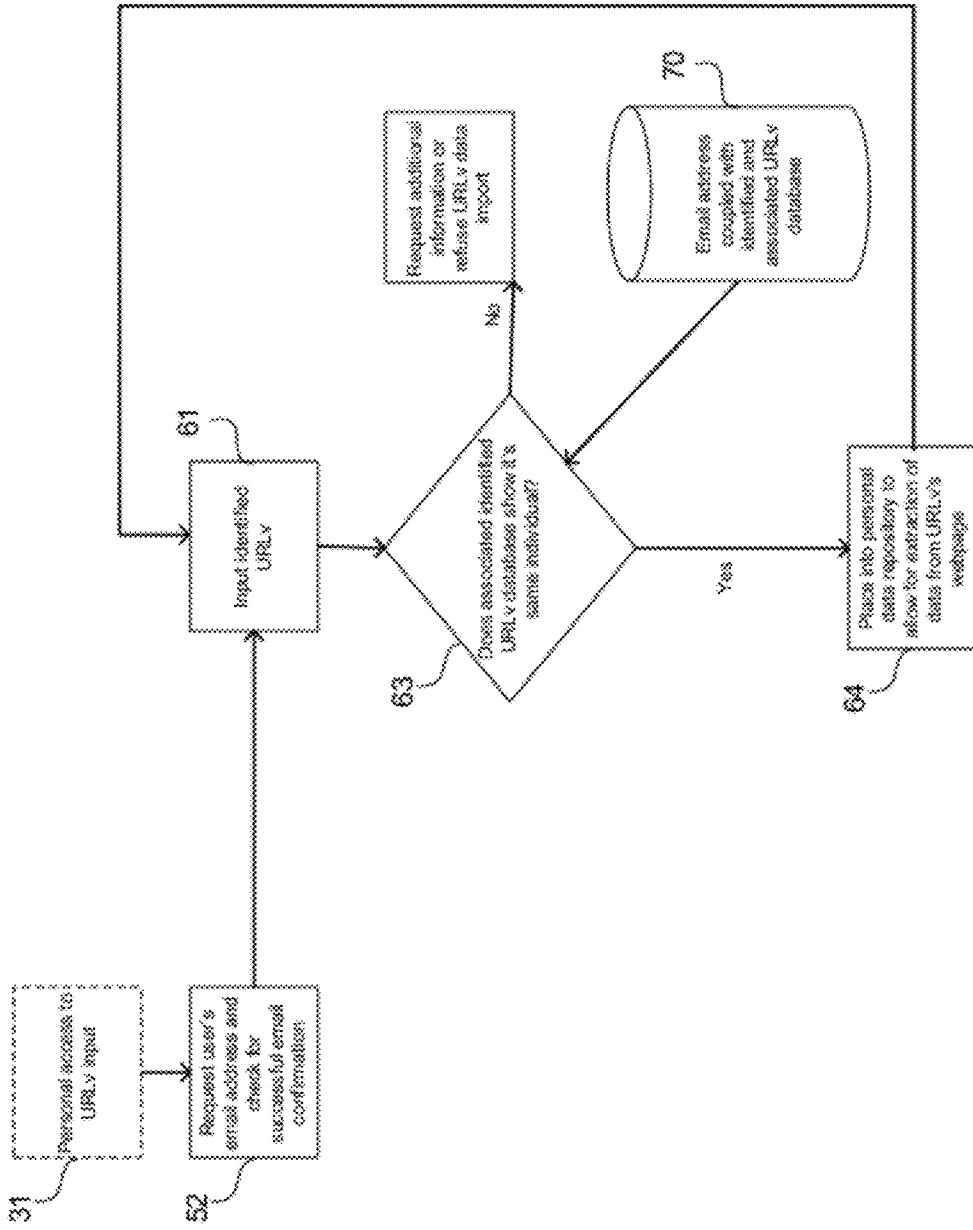 31
Personal access to
URLv input
52
Request user's
email address and
check for
successful email
confirmation
61
Input identified
URLv
63
Does associated identified
URLv database show it's
same individual?
No
Request additional
information or
refuse URLv data
import
70
Email address
coupled with
identified and
associated URLv
database
Yes
64
Place into personal
data repository to
allow for extraction of
data from URLv's
webpage